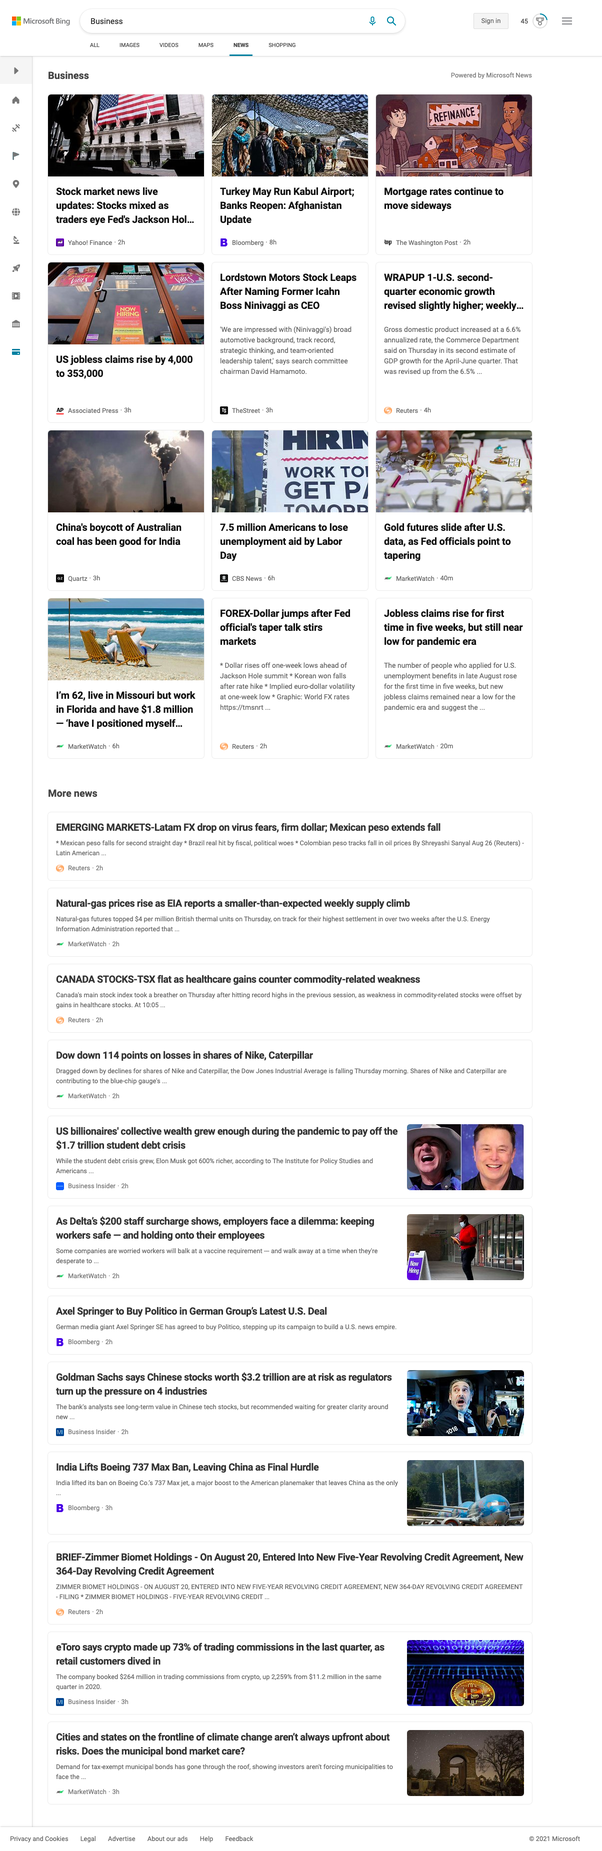 Microsoft Bing
Business
Sign in
45
ALL IMAGES VIDEOS MAPS NEWS SHOPPING
Business
Powered by Microsoft News
Stock market news live
updates: Stocks mixed as
traders eye Fed's Jackson Hol...
Yahoo! Finance · 2h
Turkey May Run Kabul Airport;
Banks Reopen: Afghanistan
Update
Bloomberg · 8h
REFINANCE
Mortgage rates continue to
move sideways
The Washington Post · 2h
NOW
HIRING
US jobless claims rise by 4,000
to 353,000
Associated Press · 3h
Lordstown Motors Stock Leaps
After Naming Former Icahn
Boss Ninivaggi as CEO
'We are impressed with (Ninivaggi's) broad
automotive background, track record,
strategic thinking, and team-oriented
leadership talent,' says search committee
chairman David Hamamoto.
TheStreet · 3h
WRAPUP 1-U.S. second-
quarter economic growth
revised slightly higher; weekly...
Gross domestic product increased at a 6.6%
annualized rate, the Commerce Department
said on Thursday in its second estimate of
GDP growth for the April-June quarter. That
was revised up from the 6.5% ...
Reuters · 4h
China's boycott of Australian
coal has been good for India
Quartz · 3h
HIRIN
WORK TO
GET PA
TOMORR
7.5 million Americans to lose
unemployment aid by Labor
Day
CBS News · 6h
Gold futures slide after U.S.
data, as Fed officials point to
tapering
MarketWatch · 40m
I'm 62, live in Missouri but work
in Florida and have $1.8 million
— 'have I positioned myself...
MarketWatch · 6h
FOREX-Dollar jumps after Fed
official's taper talk stirs
markets
* Dollar rises off one-week lows ahead of
Jackson Hole summit * Korean won falls
after rate hike * Implied euro-dollar volatility
at one-week low * Graphic: World FX rates
https://tmsnrt ...
Reuters · 2h
Jobless claims rise for first
time in five weeks, but still near
low for pandemic era
The number of people who applied for U.S.
unemployment benefits in late August rose
for the first time in five weeks, but new
jobless claims remained near a low for the
pandemic era and suggest the ...
MarketWatch · 20m
More news
EMERGING MARKETS-Latam FX drop on virus fears, firm dollar; Mexican peso extends fall
* Mexican peso falls for second straight day * Brazil real hit by fiscal, political woes * Colombian peso tracks fall in oil prices By Shreyashi Sanyal Aug 26 (Reuters) -
Latin American ...
Reuters · 2h
Natural-gas prices rise as EIA reports a smaller-than-expected weekly supply climb
Natural-gas futures topped $4 per million British thermal units on Thursday, on track for their highest settlement in over two weeks after the U.S. Energy
Information Administration reported that ...
MarketWatch · 2h
CANADA STOCKS-TSX flat as healthcare gains counter commodity-related weakness
Canada's main stock index took a breather on Thursday after hitting record highs in the previous session, as weakness in commodity-related stocks were offset by
gains in healthcare stocks. At 10:05 ...
Reuters · 2h
Dow down 114 points on losses in shares of Nike, Caterpillar
Dragged down by declines for shares of Nike and Caterpillar, the Dow Jones Industrial Average is falling Thursday morning. Shares of Nike and Caterpillar are
contributing to the blue-chip gauge's ...
MarketWatch · 2h
US billionaires' collective wealth grew enough during the pandemic to pay off the
$1.7 trillion student debt crisis
While the student debt crisis grew, Elon Musk got 600% richer, according to The Institute for Policy Studies and
Americans ...
Business Insider · 2h
As Delta's $200 staff surcharge shows, employers face a dilemma: keeping
workers safe — and holding onto their employees
Some companies are worried workers will balk at a vaccine requirement — and walk away at a time when they're
desperate to ...
MarketWatch · 2h
Now
Hiring
Axel Springer to Buy Politico in German Group's Latest U.S. Deal
German media giant Axel Springer SE has agreed to buy Politico, stepping up its campaign to build a U.S. news empire.
Bloomberg · 2h
Goldman Sachs says Chinese stocks worth $3.2 trillion are at risk as regulators
turn up the pressure on 4 industries
The bank's analysts see long-term value in Chinese tech stocks, but recommended waiting for greater clarity around
new ...
Business Insider · 2h
1018
India Lifts Boeing 737 Max Ban, Leaving China as Final Hurdle
India lifted its ban on Boeing Co.'s 737 Max jet, a major boost to the American planemaker that leaves China as the only
...
Bloomberg · 3h
BRIEF-Zimmer Biomet Holdings - On August 20, Entered Into New Five-Year Revolving Credit Agreement, New
364-Day Revolving Credit Agreement
ZIMMER BIOMET HOLDINGS - ON AUGUST 20, ENTERED INTO NEW FIVE-YEAR REVOLVING CREDIT AGREEMENT, NEW 364-DAY REVOLVING CREDIT AGREEMENT
- FILING * ZIMMER BIOMET HOLDINGS - FIVE-YEAR REVOLVING CREDIT ...
Reuters · 2h
eToro says crypto made up 73% of trading commissions in the last quarter, as
retail customers dived in
The company booked $264 million in trading commissions from crypto, up 2,259% from $11.2 million in the same
quarter in 2020.
Business Insider · 3h
Cities and states on the frontline of climate change aren't always upfront about
risks. Does the municipal bond market care?
Demand for tax-exempt municipal bonds has gone through the roof, showing investors aren't forcing municipalities to
face the ...
MarketWatch · 3h
Privacy and Cookies Legal Advertise About our ads Help Feedback
© 2021 Microsoft